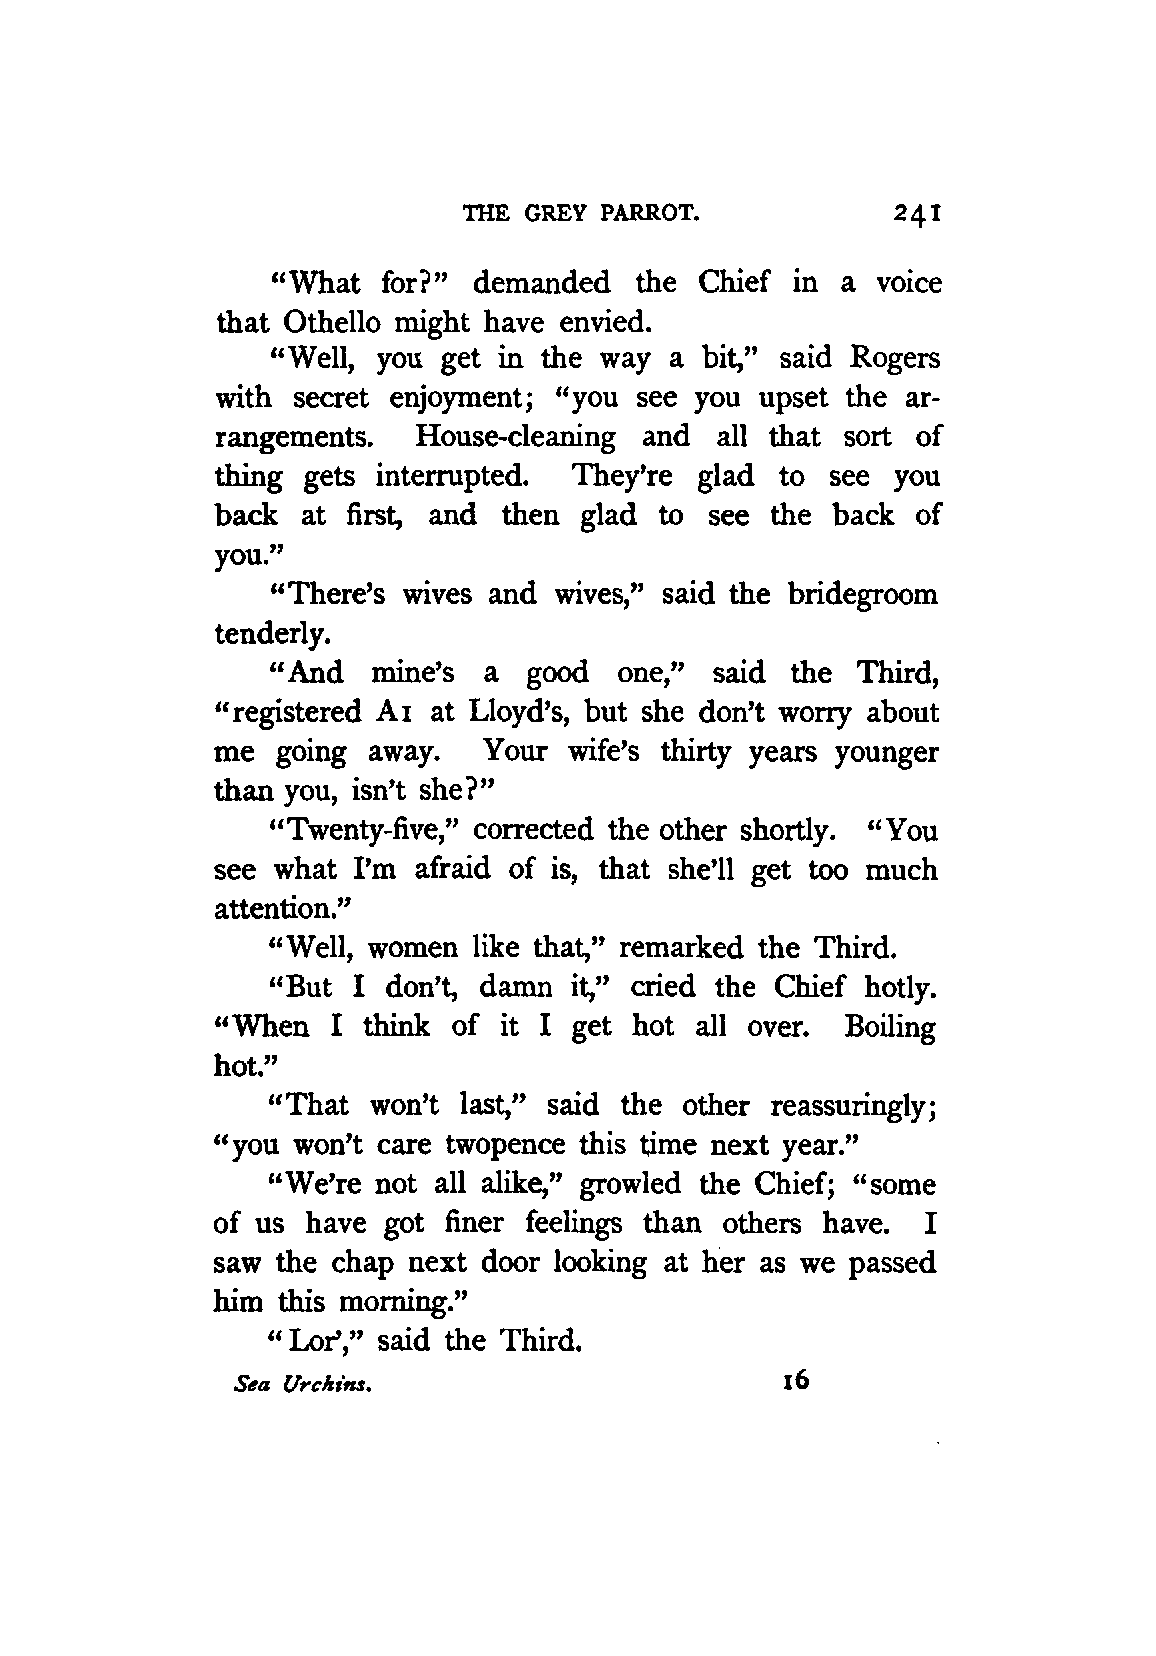 THE GREY PARROT. 241
“What for?” demanded the Chief in a voice
that Othello might have envied.
“Well, you get in the way a bit,” said Rogers
with secret enjoyment; “you see you upset the ar-
rangements. House-cleaning and all that sort of
thing gets interrupted. They’re glad to see you
back at first, and then glad to see the back of
you.”
“There’s wives and wives,” said the bridegroom
tenderly.
“And mine’s a good one,” said the Third,
“registered A1 at Lloyd’s, but she don’t worry about
me going away. Your wife’s thirty years younger
than you, isn’t she?”
“Twenty-five,” corrected the other shortly. “You
see what I’m afraid of is, that she’ll get too much
attention.”
“Well, women like that,” remarked the Third.
“But I don’t, damn it,” cried the Chief hotly.
“When I think of it I get hot all over. Boiling
hot.”
“That won’t last,” said the other reassuringly;
“you won’t care twopence this time next year.”
“We’re not all alike,” growled the Chief; “some
of us have got finer feelings than others have. I
saw the chap next door looking at her as we passed
him this morning.”
“Lor’,” said the Third.
Sea Urchins. 16